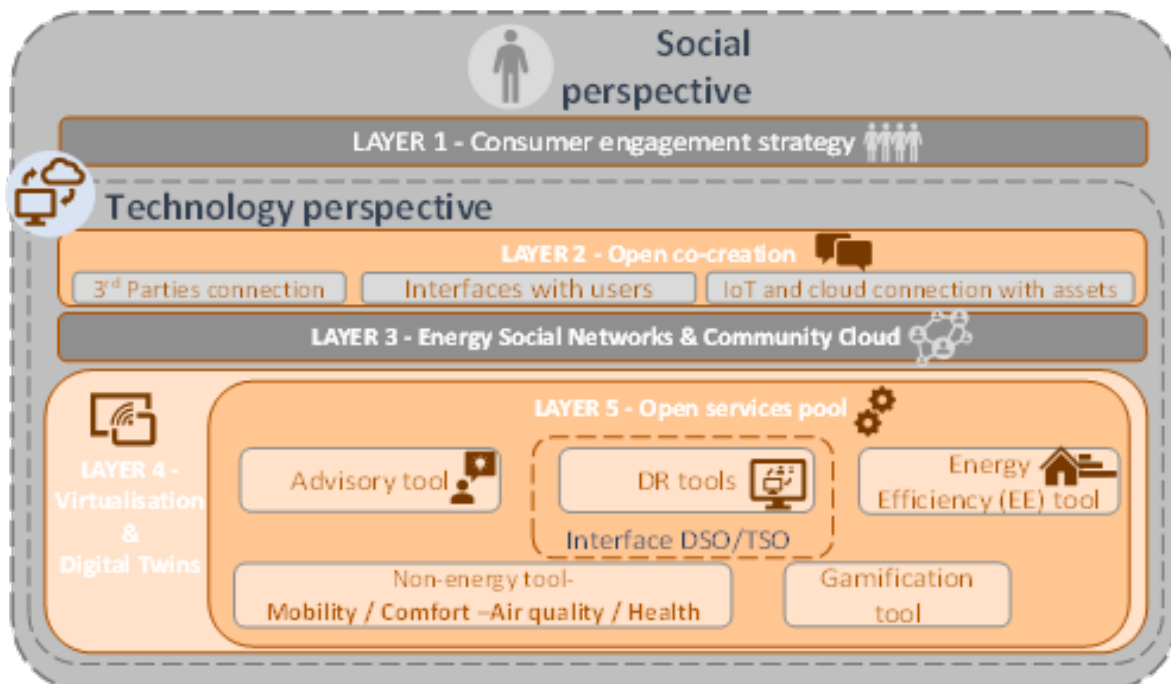 Social
perspective
LAYER 1 - Consumer engagement strategy
Technology perspective
LAYER 2 - Open co-creation
3rd Parties connection
Interfaces with users
IoT and cloud connection with assets
LAYER 3 - Energy Social Networks & Community Cloud
LAYER 4 -
Virtualisation
&
Digital Twins
LAYER 5 - Open services pool
Advisory tool
DR tools
Interface DSO/TSO
Energy
Efficiency (EE) tool
Non-energy tool-
Mobility / Comfort –Air quality / Health
Gamification
tool